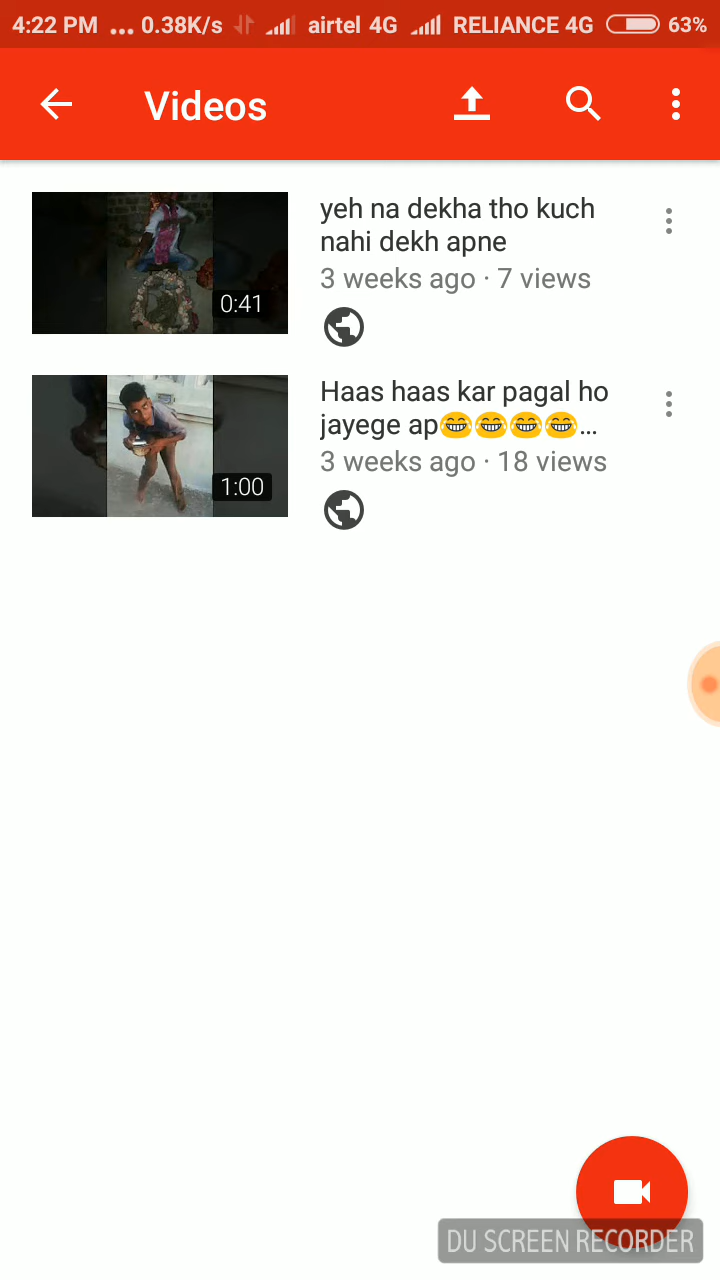 4:22 PM ... 0.38K/s airtel 4G RELIANCE 4G 63%
Videos
yeh na dekha tho kuch
nahi dekh apne
3 weeks ago · 7 views
0:41
Haas haas kar pagal ho
jayege ap😂😂😂😂...
3 weeks ago · 18 views
1:00
DU SCREEN RECORDER